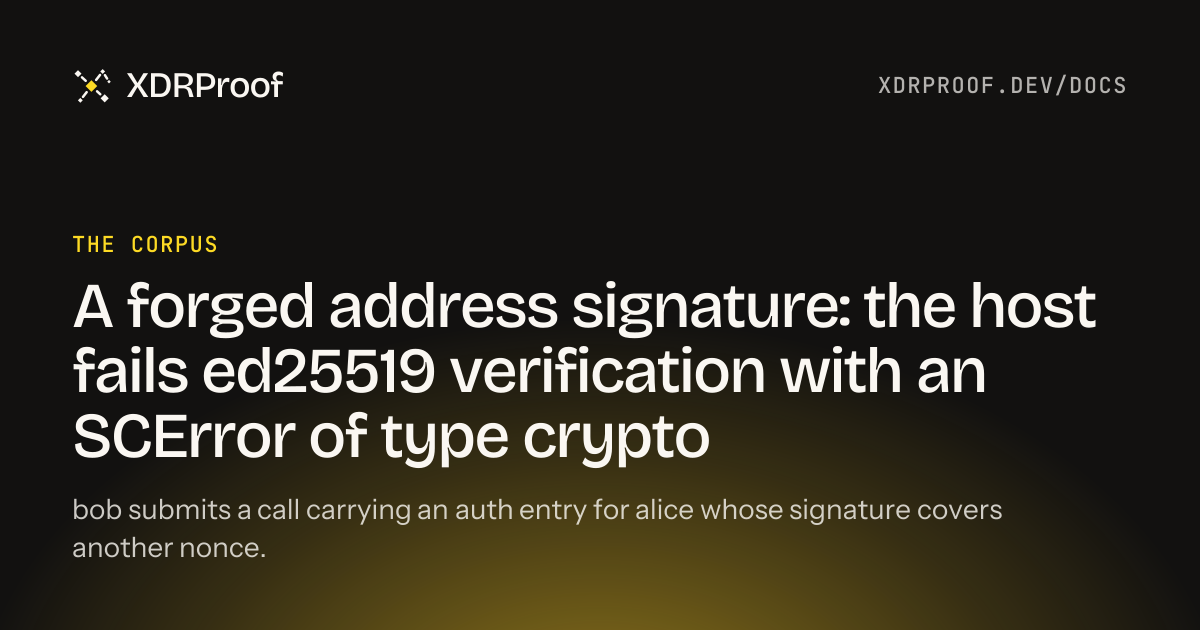 XDRProof
XDRPROOF.DEV/DOCS
THE CORPUS
A forged address signature: the host
fails ed25519 verification with an
SCError of type crypto
bob submits a call carrying an auth entry for alice whose signature covers
another nonce.